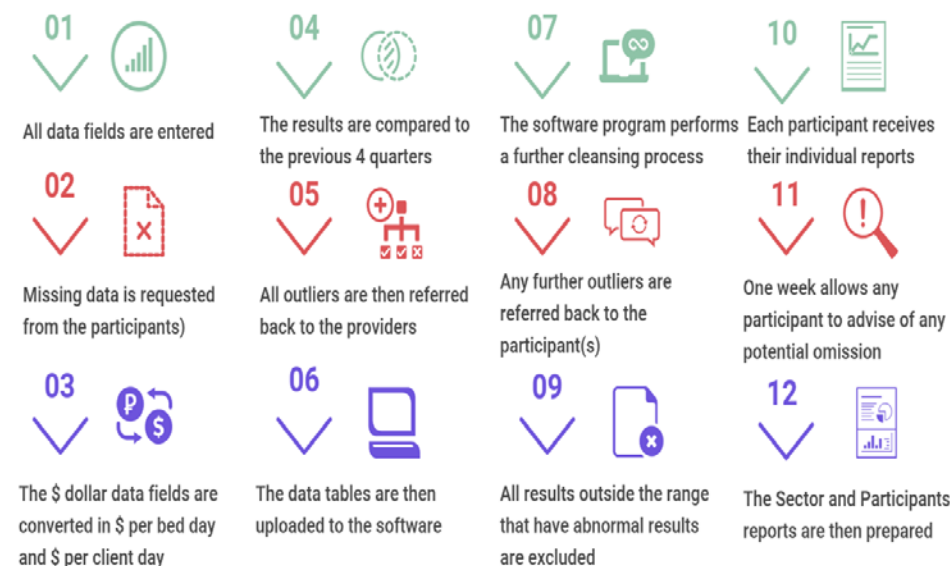 01
All data fields are entered
02
Missing data is requested
from the participants)
03
The $ dollar data fields are
converted in $ per bed day
and $ per client day
04
The results are compared to
the previous 4 quarters
05
All outliers are then referred
back to the providers
06
The data tables are then
uploaded to the software
07
The software program performs
a further cleansing process
08
Any further outliers are
referred back to the
participant(s)
09
All results outside the range
that have abnormal results
are excluded
10
Each participant receives
their individual reports
11
One week allows any
participant to advise of any
potential omission
12
The Sector and Participants
reports are then prepared